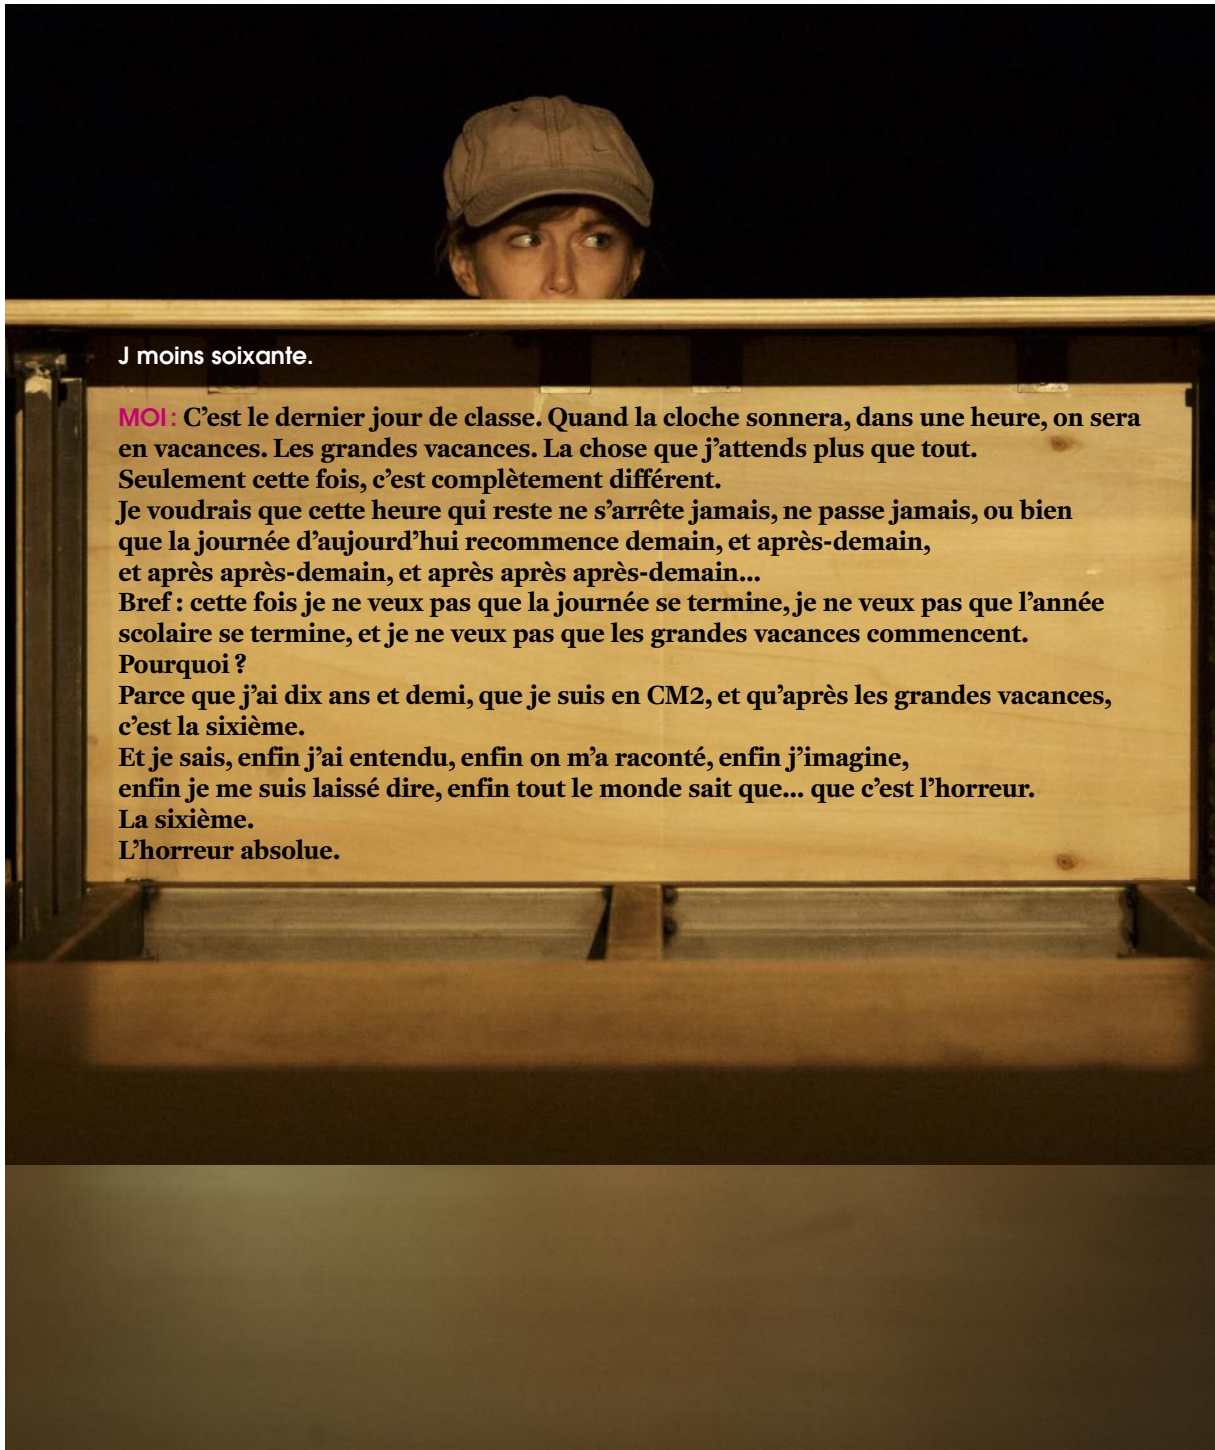 J moins soixante.
MOI : C’est le dernier jour de classe. Quand la cloche sonnera, dans une heure, on sera
en vacances. Les grandes vacances. La chose que j’attends plus que tout.
Seulement cette fois, c’est complètement différent.
Je voudrais que cette heure qui reste ne s’arrête jamais, ne passe jamais, ou bien
que la journée d’aujourd’hui recommence demain, et après-demain,
et après après-demain, et après après après-demain...
Bref : cette fois je ne veux pas que la journée se termine, je ne veux pas que l’année
scolaire se termine, et je ne veux pas que les grandes vacances commencent.
Pourquoi ?
Parce que j’ai dix ans et demi, que je suis en CM2, et qu’après les grandes vacances,
c’est la sixième.
Et je sais, enfin j’ai entendu, enfin on m’a raconté, enfin j’imagine,
enfin je me suis laissé dire, enfin tout le monde sait que... que c’est l’horreur.
La sixième.
L’horreur absolue.